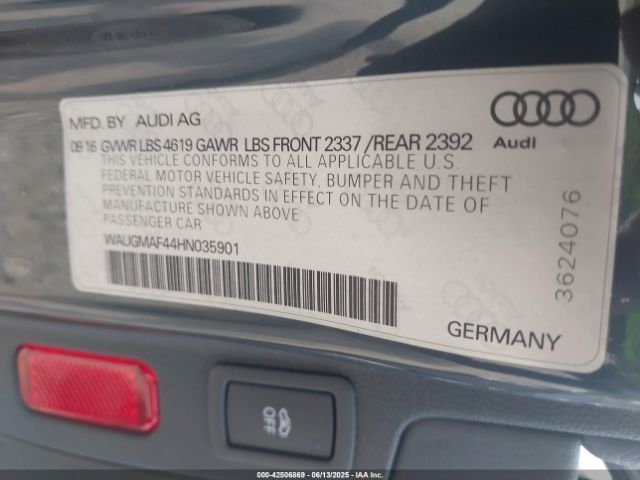 MFD. BY AUDI AG
09 16 GVWR LBS 4619 GAWR LBS FRONT 2337 /REAR 2392
Audi
THIS VEHICLE CONFORMS TO ALL APPLICABLE U.S.
FEDERAL MOTOR VEHICLE SAFETY, BUMPER AND THEFT
PREVENTION STANDARDS IN EFFECT ON THE DATE OF
MANUFACTURE SHOWN ABOVE
PASSENGER CAR
WAUGMAF44HN035901
3624076
GERMANY
OFF
000-42506869 - 06/13/2025 - IAAI.com